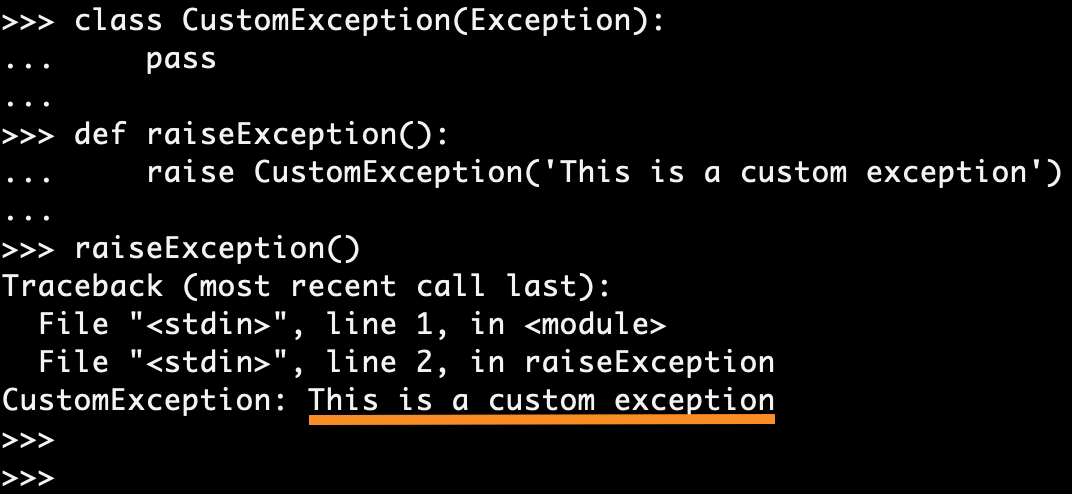 >>> class CustomException(Exception):
...     pass
...
>>> def raiseException():
...     raise CustomException('This is a custom exception')
...
>>> raiseException()
Traceback (most recent call last):
  File "<stdin>", line 1, in <module>
  File "<stdin>", line 2, in raiseException
CustomException: This is a custom exception
>>>
>>>